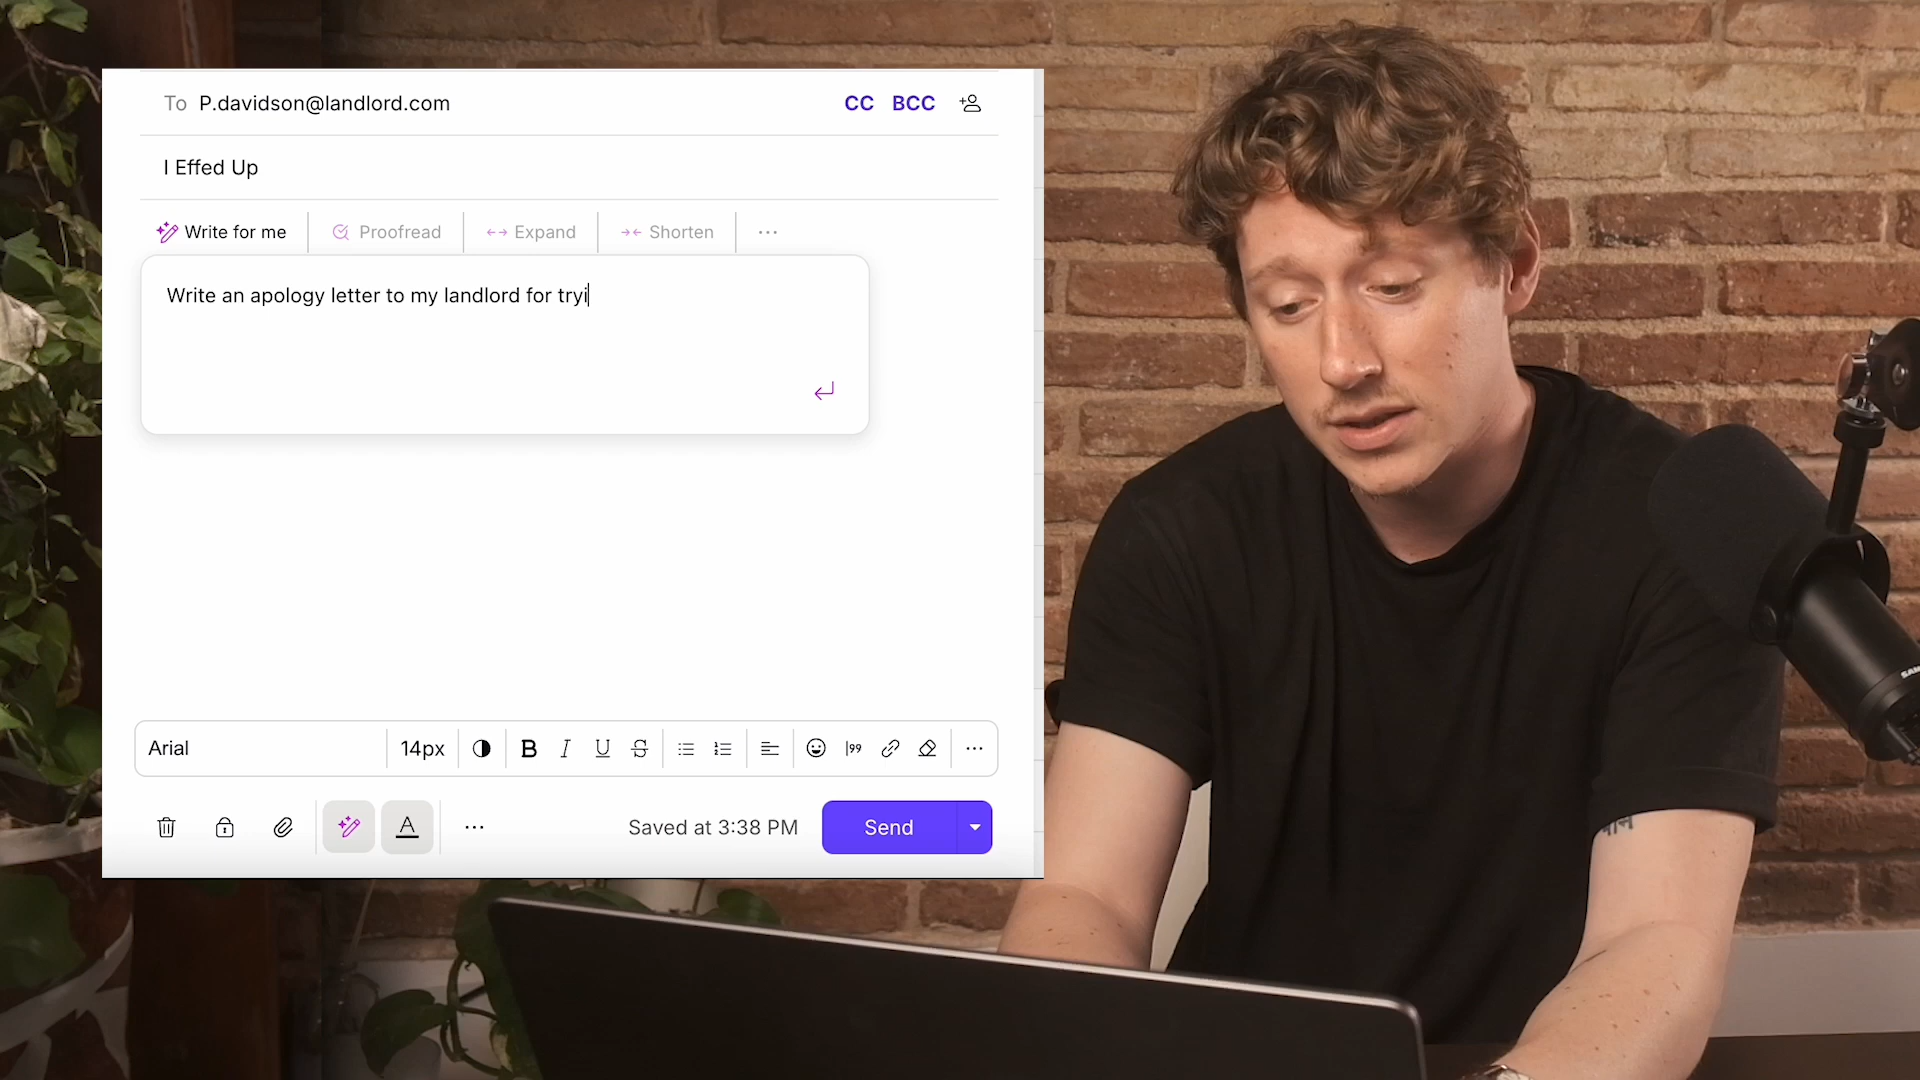 To P.davidson@landlord.com CC BCC
I Effed Up
Write for me Proofread Expand Shorten ...
Write an apology letter to my landlord for tryi
Arial 14px B I U S 99 ...
A ... Saved at 3:38 PM Send